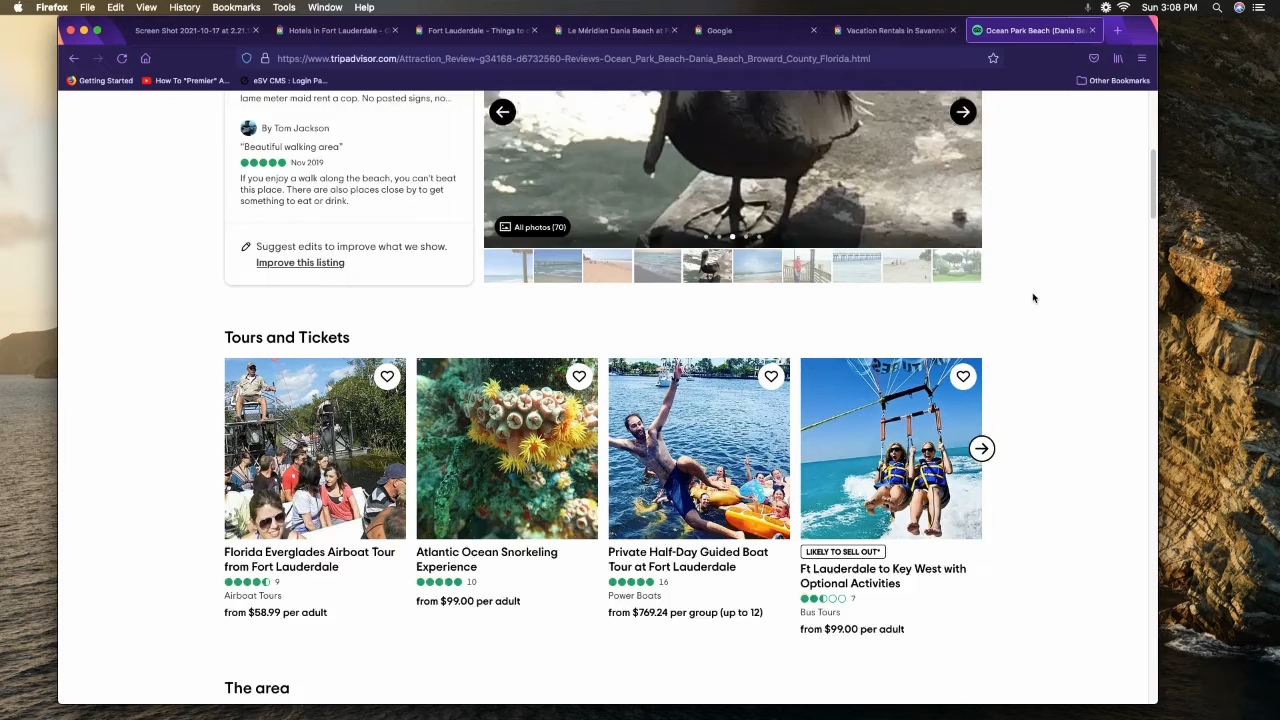 Firefox File Edit View History Bookmarks Tools Window Help
Sun 3:08 PM
Screen Shot 2021-10-17 at 2.21.
Hotels in Fort Lauderdale - G
Fort Lauderdale - Things to d
Le Méridien Dania Beach at F
Google
Vacation Rentals in Savanna
Ocean Park Beach (Dania Be
https://www.tripadvisor.com/Attraction_Review-g34168-d6732560-Reviews-Ocean_Park_Beach-Dania_Beach_Broward_County_Florida.html
Getting Started
How To "Premier" A...
eSV CMS : Login Pa...
Other Bookmarks
lame meter maid rent a cop. No posted signs, no...
By Tom Jackson
“Beautiful walking area”
Nov 2019
If you enjoy a walk along the beach, you can't beat
this place. There are also places close by to get
something to eat or drink.
Suggest edits to improve what we show.
Improve this listing
All photos (70)
Tours and Tickets
Florida Everglades Airboat Tour
from Fort Lauderdale
9
Airboat Tours
from $58.99 per adult
Atlantic Ocean Snorkeling
Experience
10
from $99.00 per adult
Private Half-Day Guided Boat
Tour at Fort Lauderdale
16
Power Boats
from $769.24 per group (up to 12)
LIKELY TO SELL OUT*
Ft Lauderdale to Key West with
Optional Activities
7
Bus Tours
from $99.00 per adult
The area